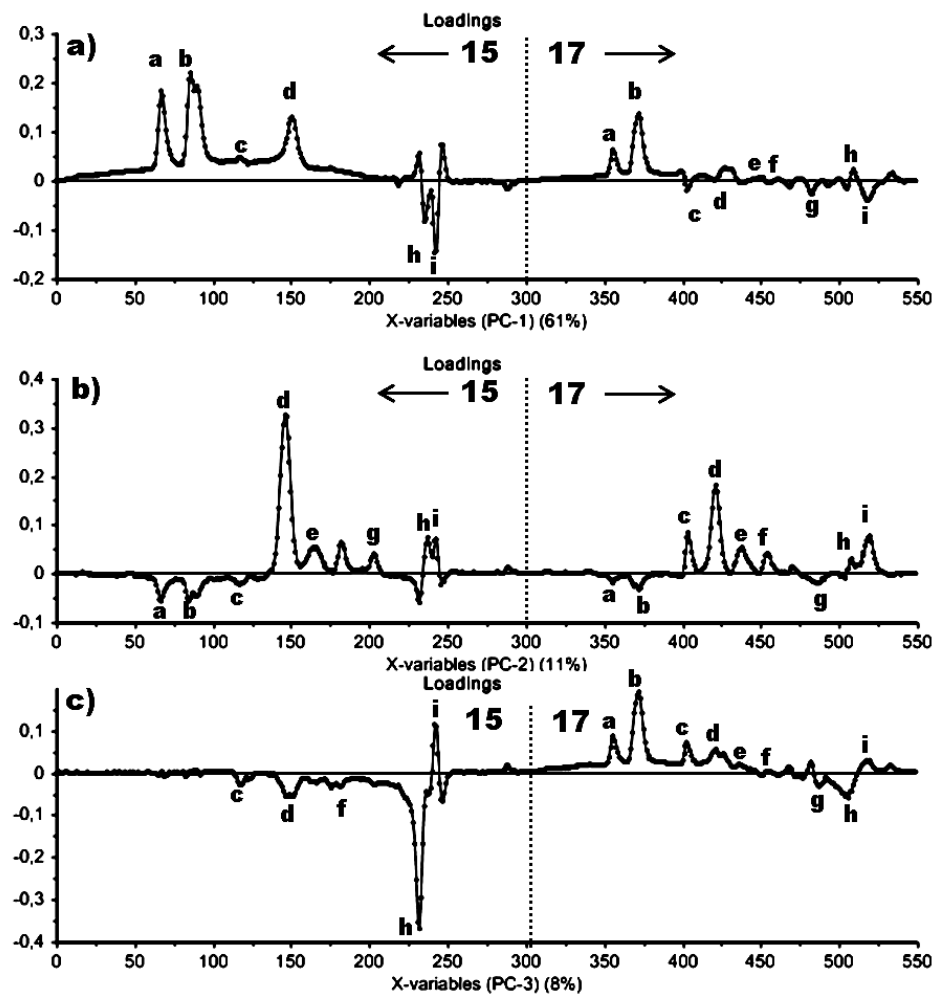 Loadings
a)
15 17
0,3
0,2
0,1
0
-0,1
-0,2
a b c d h i a b c d e f g h i
0 50 100 150 200 250 300 350 400 450 500 550
X-variables (PC-1) (61%)
Loadings
b)
15 17
0,4
0,3
0,2
0,1
0
-0,1
a b c d e g h i a b c d e f g h i
0 50 100 150 200 250 300 350 400 450 500 550
X-variables (PC-2) (11%)
Loadings
c)
15 17
0,1
0
-0,1
-0,2
-0,3
-0,4
c d f h i a b c d e f g h i
0 50 100 150 200 250 300 350 400 450 500 550
X-variables (PC-3) (8%)